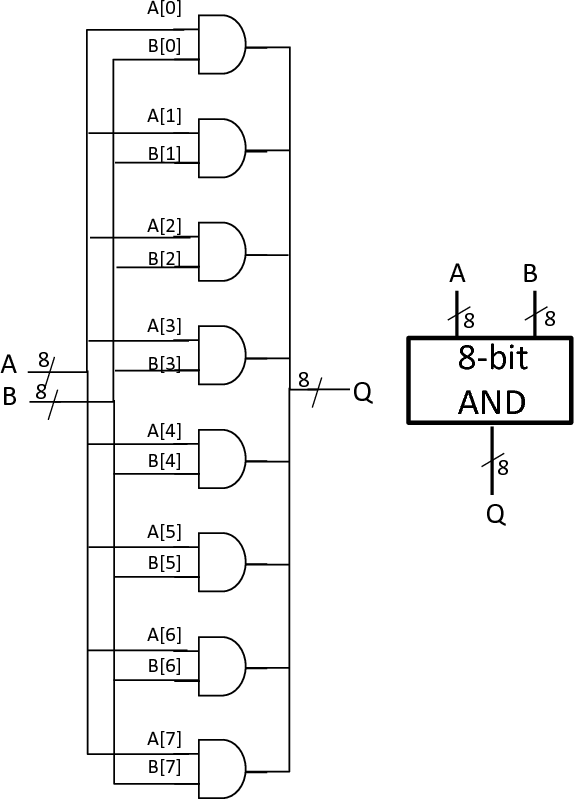 A[0]
B[0]
A[1]
B[1]
A[2]
B[2]
A[3]
B[3]
A 8
B 8
8 Q
A[4]
B[4]
A[5]
B[5]
A[6]
B[6]
A[7]
B[7]
A B
8 8
8-bit
AND
8
Q